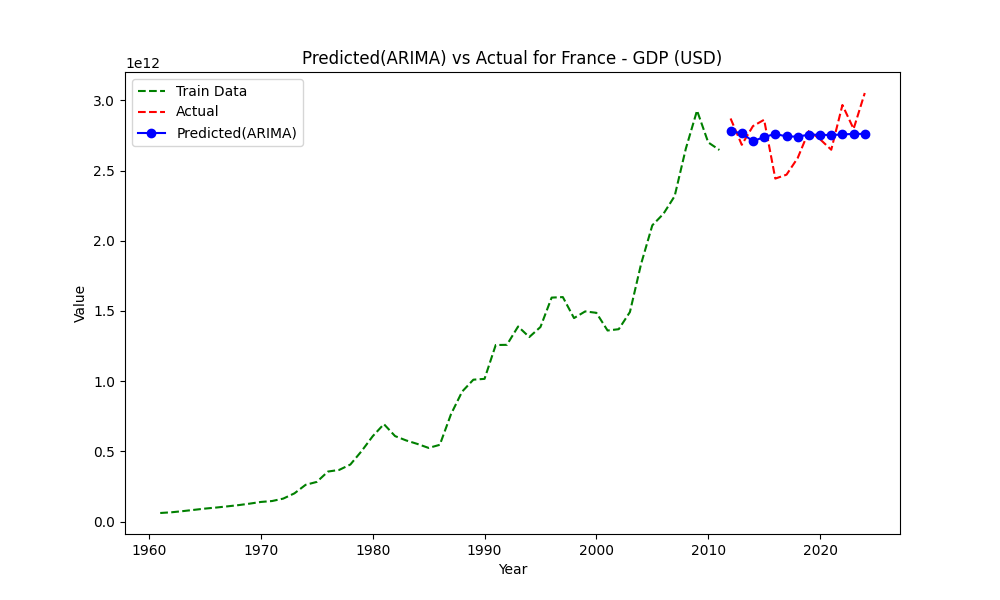 Predicted(ARIMA) vs Actual for France - GDP (USD)
1e12
Train Data
Actual
Predicted(ARIMA)
3.0
2.5
2.0
1.5
1.0
0.5
0.0
Value
1960 1970 1980 1990 2000 2010 2020
Year